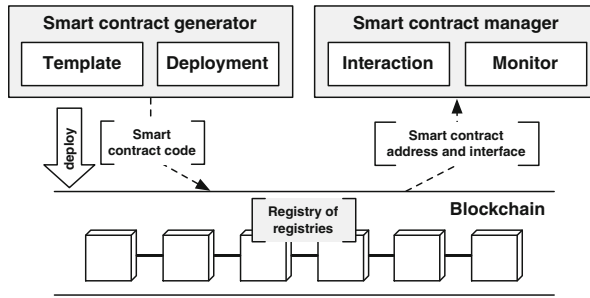 Smart contract generator
Template
Deployment
Smart contract manager
Interaction
Monitor
deploy
Smart
contract code
Smart contract
address and interface
Registry of
registries
Blockchain